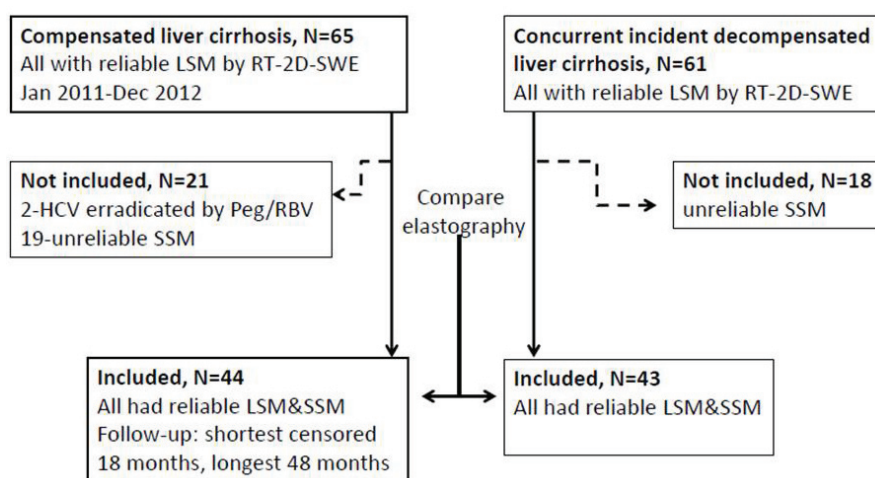 Compensated liver cirrhosis, N=65
All with reliable LSM by RT-2D-SWE
Jan 2011-Dec 2012
Concurrent incident decompensated
liver cirrhosis, N=61
All with reliable LSM by RT-2D-SWE
Not included, N=21
2-HCV erradicated by Peg/RBV
19-unreliable SSM
Compare
elastography
Not included, N=18
unreliable SSM
Included, N=44
All had reliable LSM&SSM
Follow-up: shortest censored
18 months, longest 48 months
Included, N=43
All had reliable LSM&SSM